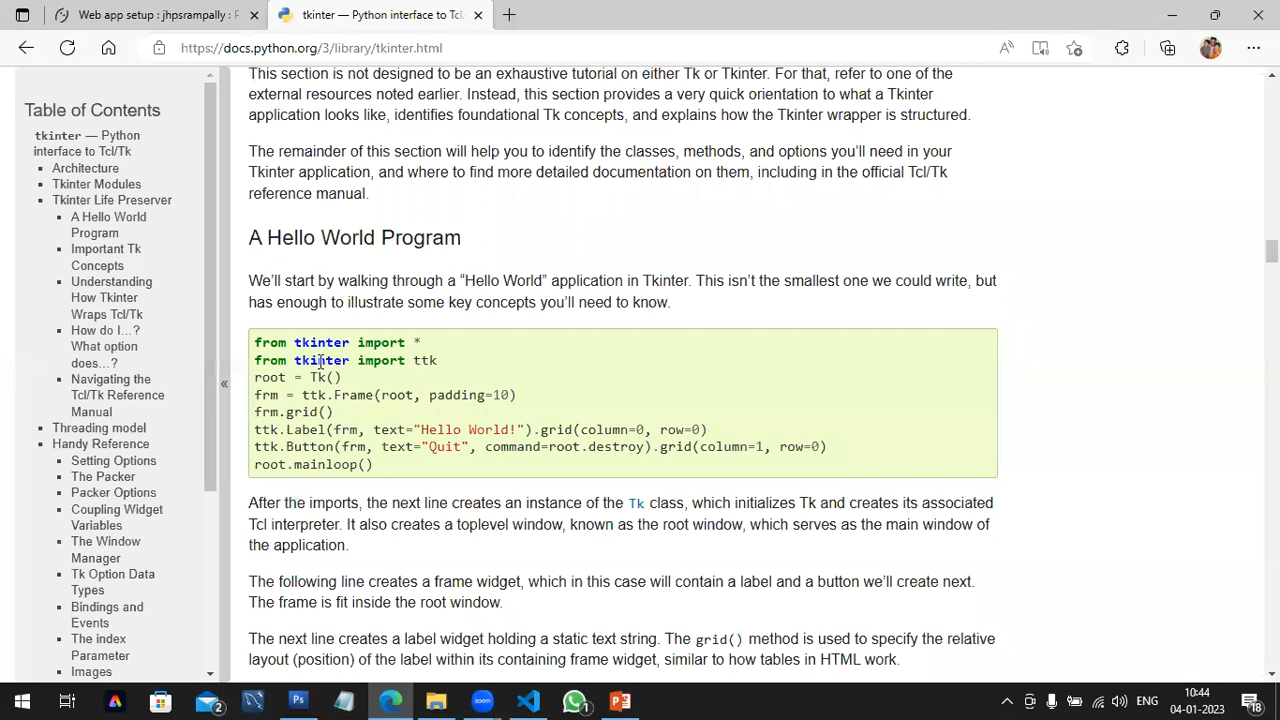 Web app setup : jhpsrampally : P
tkinter — Python interface to Tcl/
https://docs.python.org/3/library/tkinter.html
This section is not designed to be an exhaustive tutorial on either Tk or Tkinter. For that, refer to one of the
external resources noted earlier. Instead, this section provides a very quick orientation to what a Tkinter
application looks like, identifies foundational Tk concepts, and explains how the Tkinter wrapper is structured.
The remainder of this section will help you to identify the classes, methods, and options you'll need in your
Tkinter application, and where to find more detailed documentation on them, including in the official Tcl/Tk
reference manual.
A Hello World Program
We'll start by walking through a “Hello World” application in Tkinter. This isn't the smallest one we could write, but
has enough to illustrate some key concepts you'll need to know.
from tkinter import *
from tkinter import ttk
root = Tk()
frm = ttk.Frame(root, padding=10)
frm.grid()
ttk.Label(frm, text="Hello World!").grid(column=0, row=0)
ttk.Button(frm, text="Quit", command=root.destroy).grid(column=1, row=0)
root.mainloop()
After the imports, the next line creates an instance of the Tk class, which initializes Tk and creates its associated
Tcl interpreter. It also creates a toplevel window, known as the root window, which serves as the main window of
the application.
The following line creates a frame widget, which in this case will contain a label and a button we'll create next.
The frame is fit inside the root window.
The next line creates a label widget holding a static text string. The grid() method is used to specify the relative
layout (position) of the label within its containing frame widget, similar to how tables in HTML work.
Table of Contents
tkinter — Python
interface to Tcl/Tk
Architecture
Tkinter Modules
Tkinter Life Preserver
A Hello World
Program
Important Tk
Concepts
Understanding
How Tkinter
Wraps Tcl/Tk
How do I…?
What option
does…?
Navigating the
Tcl/Tk Reference
Manual
Threading model
Handy Reference
Setting Options
The Packer
Packer Options
Coupling Widget
Variables
The Window
Manager
Tk Option Data
Types
Bindings and
Events
The index
Parameter
Images
«
2
Ps
1
ENG
10:44
04-01-2023
18